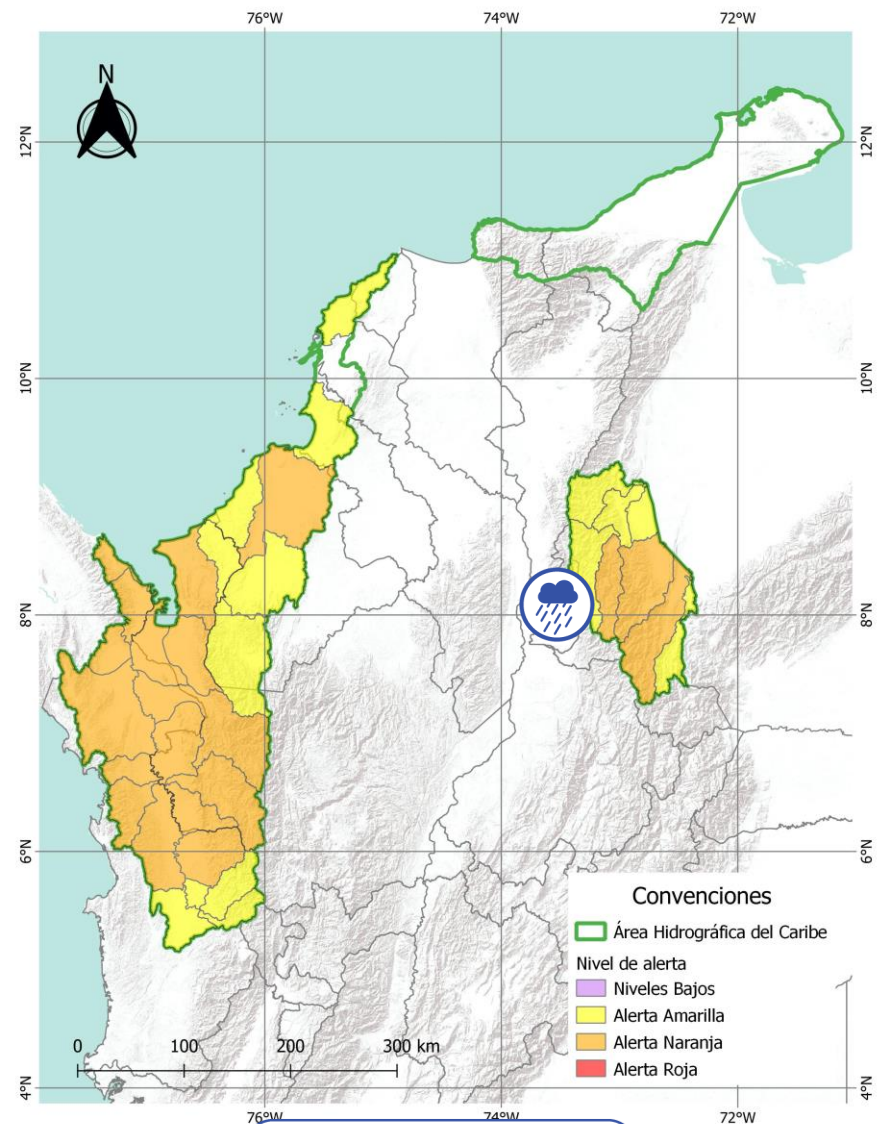 76°W 74°W 72°W
N
12°N 12°N
10°N 10°N
8°N 8°N
6°N 6°N
Convenciones
Área Hidrográfica del Caribe
Nivel de alerta
Niveles Bajos
Alerta Amarilla
Alerta Naranja
Alerta Roja
0 100 200 300 km
4°N 4°N
76°W 74°W 72°W